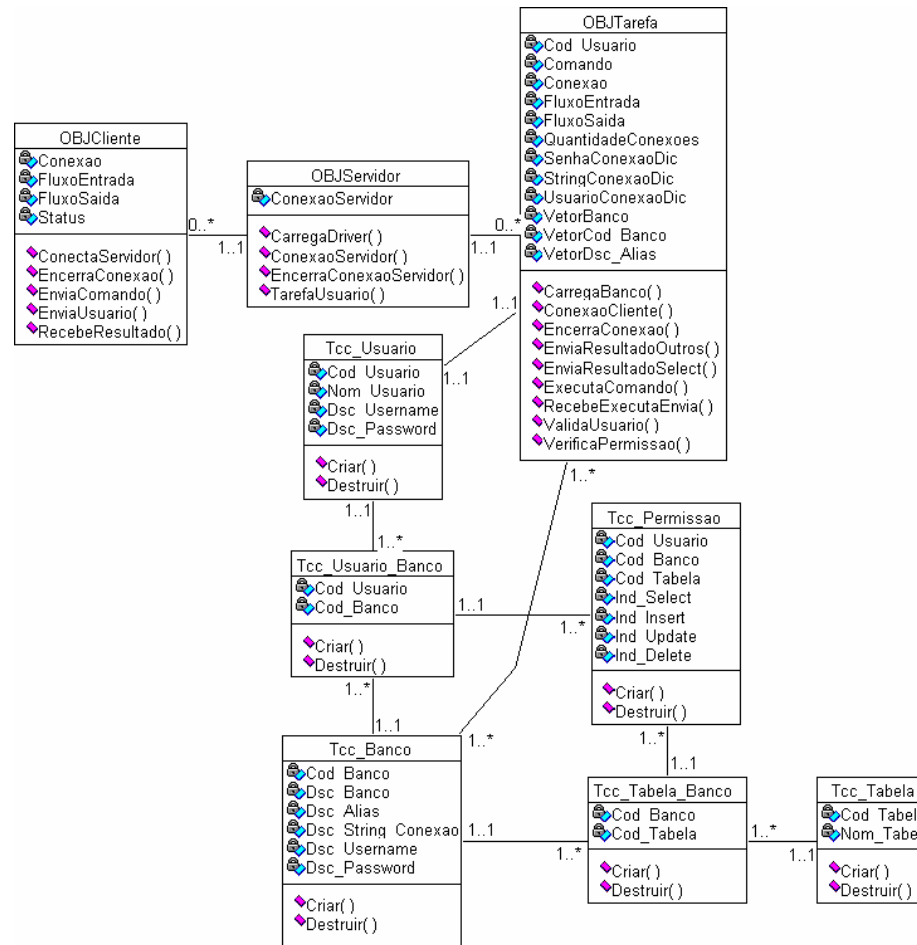 OBJTarefa
Cod_Usuario
Comando
Conexao
FluxoEntrada
FluxoSaida
QuantidadeConexoes
SenhaConexaoDic
StringConexaoDic
UsuarioConexaoDic
VetorBanco
VetorCod_Banco
VetorDsc_Alias
CarregaBanco( )
ConexaoCliente( )
EncerraConexao( )
EnviaResultadoOutros( )
EnviaResultadoSelect( )
ExecutaComando( )
RecebeExecutaEnvia( )
ValidaUsuario( )
VerificaPermissao( )
OBJCliente
Conexao
FluxoEntrada
FluxoSaida
Status
ConectaServidor( )
EncerraConexao( )
EnviaComando( )
EnviaUsuario( )
RecebeResultado( )
0..*
1..1
OBJServidor
ConexaoServidor
CarregaDriver( )
ConexaoServidor( )
EncerraConexaoServidor( )
TarefaUsuario( )
0..*
1..1
1..1
1..1
Tcc_Usuario
Cod_Usuario
Nom_Usuario
Dsc_Username
Dsc_Password
Criar( )
Destruir( )
1..1
1..*
1..*
Tcc_Usuario_Banco
Cod_Usuario
Cod_Banco
Criar( )
Destruir( )
1..1
1..*
Tcc_Permissao
Cod_Usuario
Cod_Banco
Cod_Tabela
Ind_Select
Ind_Insert
Ind_Update
Ind_Delete
Criar( )
Destruir( )
1..*
1..1
1..*
1..*
1..1
Tcc_Banco
Cod_Banco
Dsc_Banco
Dsc_Alias
Dsc_String_Conexao
Dsc_Username
Dsc_Password
Criar( )
Destruir( )
1..1
1..*
Tcc_Tabela_Banco
Cod_Banco
Cod_Tabela
Criar( )
Destruir( )
1..*
1..1
Tcc_Tabela
Cod_Tabel
Nom_Tabe
Criar( )
Destruir( )